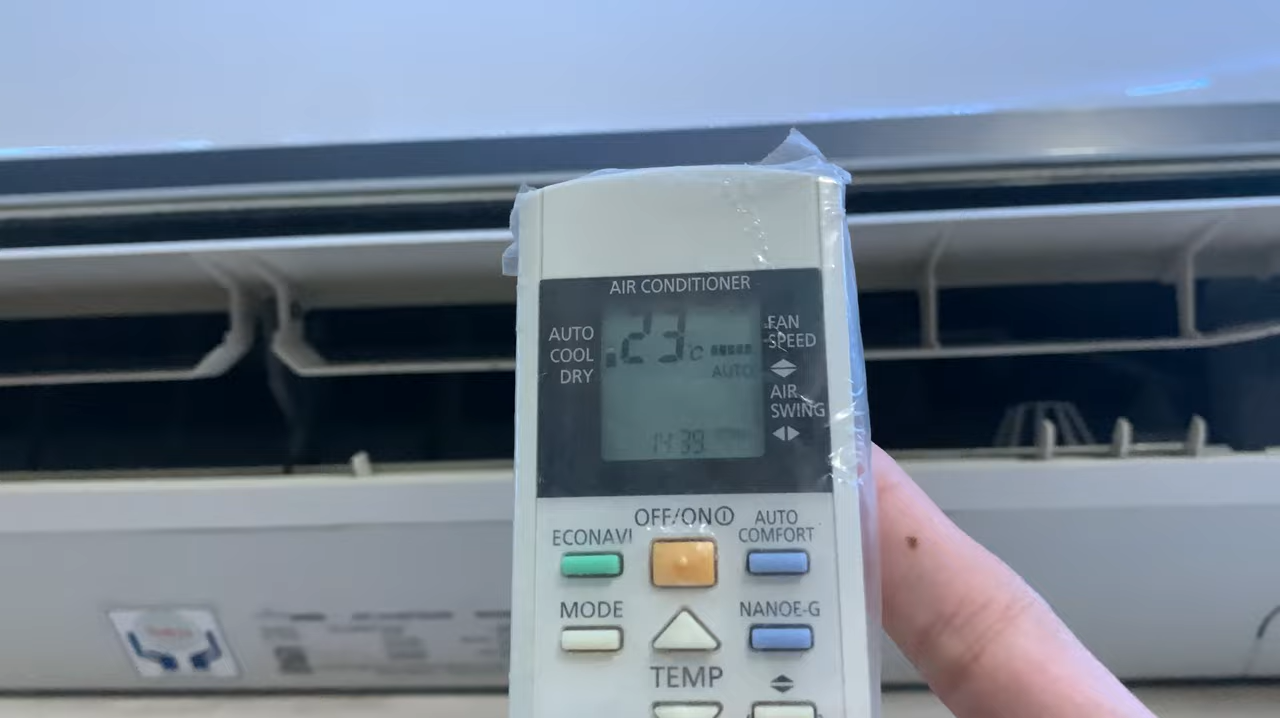 AIR CONDITIONER
AUTO
COOL
DRY
23°C
AUTO
FAN
SPEED
AIR
SWING
14:39
OFF/ON
ECONAVI
AUTO
COMFORT
MODE
NANOE-G
TEMP